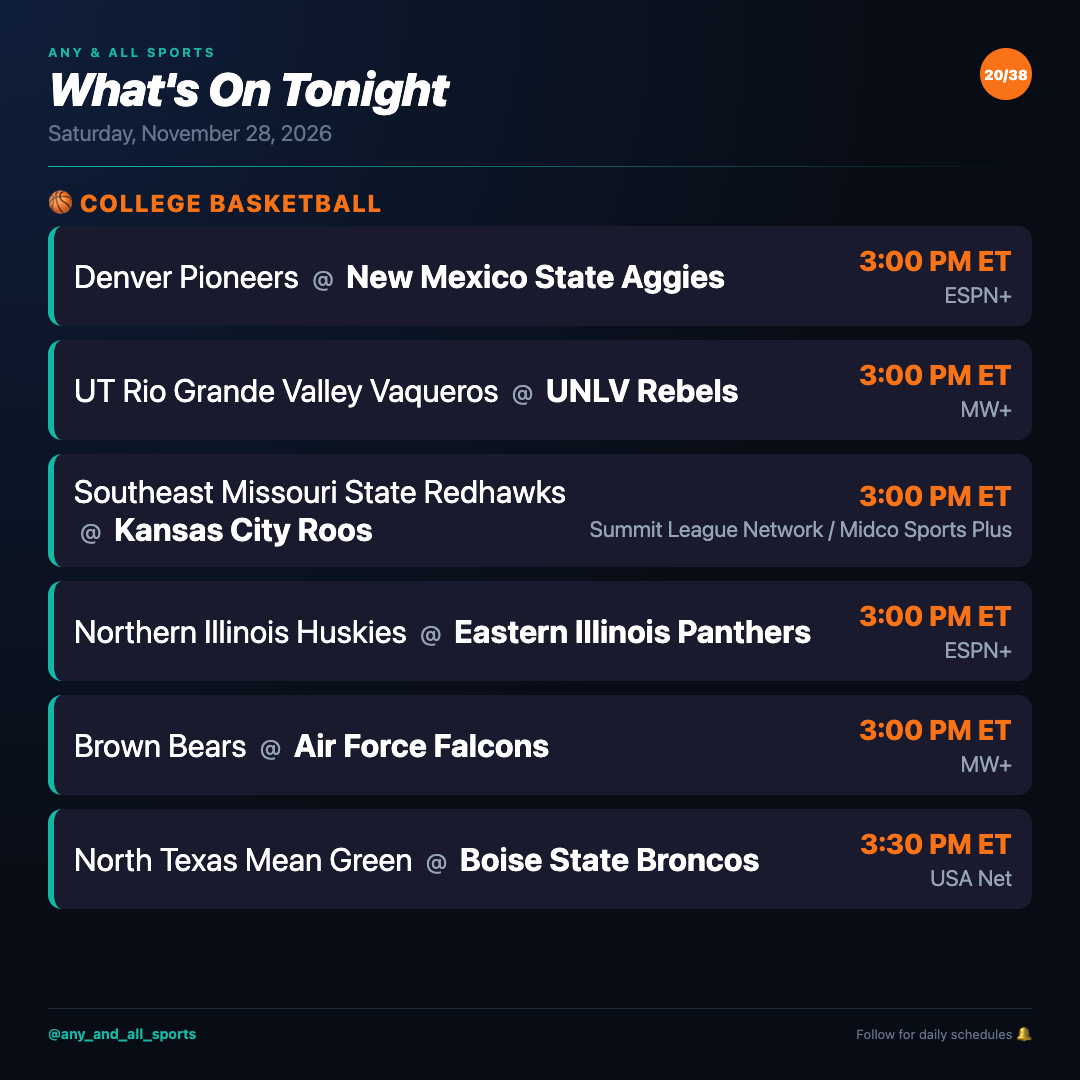 ANY & ALL SPORTS
What's On Tonight
Saturday, November 28, 2026
20/38
🏀 COLLEGE BASKETBALL
Denver Pioneers @ New Mexico State Aggies
3:00 PM ET
ESPN+
UT Rio Grande Valley Vaqueros @ UNLV Rebels
3:00 PM ET
MW+
Southeast Missouri State Redhawks
@ Kansas City Roos
3:00 PM ET
Summit League Network / Midco Sports Plus
Northern Illinois Huskies @ Eastern Illinois Panthers
3:00 PM ET
ESPN+
Brown Bears @ Air Force Falcons
3:00 PM ET
MW+
North Texas Mean Green @ Boise State Broncos
3:30 PM ET
USA Net
@any_and_all_sports
Follow for daily schedules 🔔